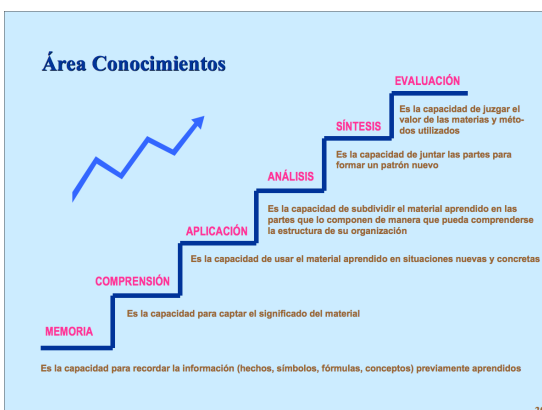 Área Conocimientos
EVALUACIÓN
Es la capacidad de juzgar el
valor de las materias y méto-
dos utilizados
SÍNTESIS
Es la capacidad de juntar las partes para
formar un patrón nuevo
ANÁLISIS
Es la capacidad de subdividir el material aprendido en las
partes que lo componen de manera que pueda comprenderse
la estructura de su organización
APLICACIÓN
Es la capacidad de usar el material aprendido en situaciones nuevas y concretas
COMPRENSIÓN
Es la capacidad para captar el significado del material
MEMORIA
Es la capacidad para recordar la información (hechos, símbolos, fórmulas, conceptos) previamente aprendidos